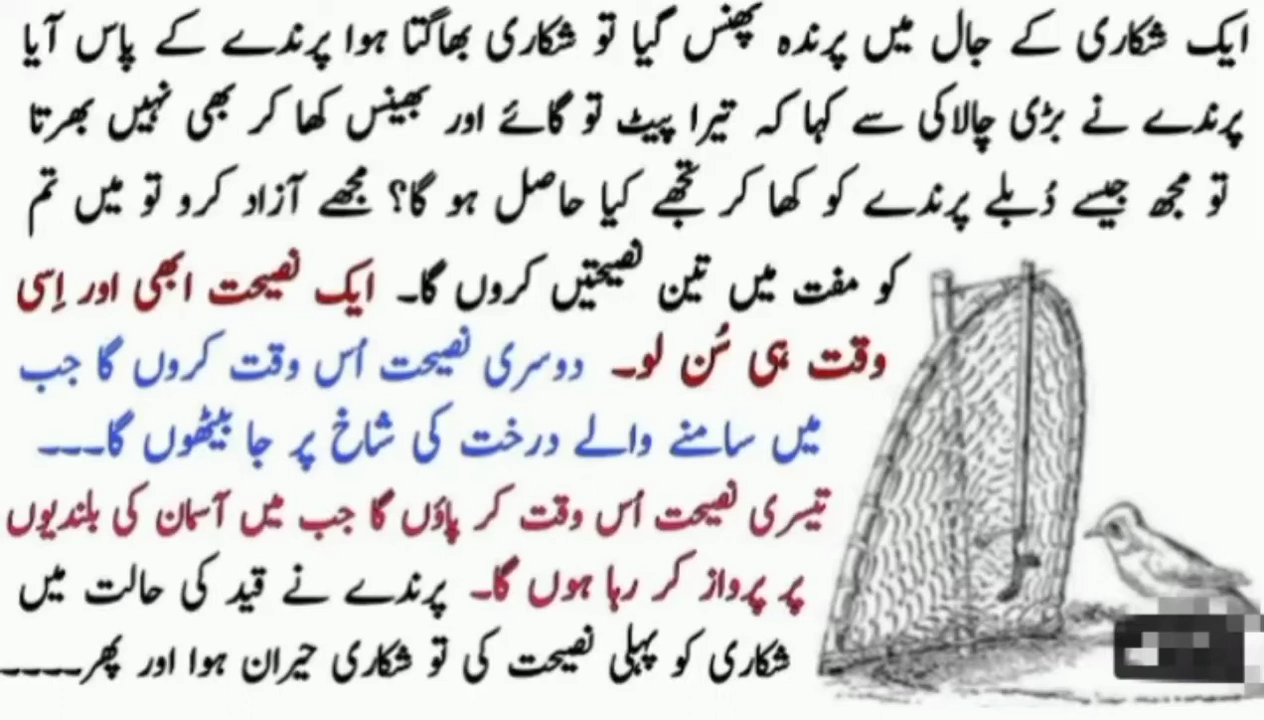 ایک شکاری کے جال میں پرندہ پھنس گیا تو شکاری بھاگتا ہوا پرندے کے پاس آیا
پرندے نے بڑی چالاکی سے کہا کہ تیرا پیٹ تو گائے اور بھینس کھا کر بھی نہیں بھرتا
تو مجھ جیسے دُبلے پرندے کو کھا کر تجھے کیا حاصل ہو گا؟ مجھے آزاد کرو تو میں تم
کو مفت میں تین نصیحتیں کروں گا۔ ایک نصیحت ابھی اور اِسی
وقت ہی سُن لو۔ دوسری نصیحت اُس وقت کروں گا جب
میں سامنے والے درخت کی شاخ پر جا بیٹھوں گا۔۔۔
تیسری نصیحت اُس وقت کر پاؤں گا جب میں آسمان کی بلندیوں
پر پرواز کر رہا ہوں گا۔ پرندے نے قید کی حالت میں
شکاری کو پہلی نصیحت کی تو شکاری حیران ہوا اور پھر۔۔۔۔